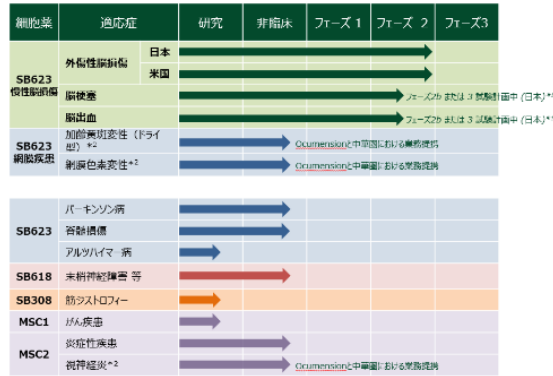 細胞薬 適応症 研究 非臨床 フェーズ 1 フェーズ 2 フェーズ3
SB623
慢性脳損傷
外傷性脳損傷
日本
米国
脳梗塞
フェーズ2b または 3 試験計画中 (日本)*¹
脳出血
フェーズ2b または 3 試験計画中 (日本)*¹
SB623
網膜疾患
加齢黄斑変性（ドライ
型）*2
Ocumensionと中華圏における業務提携
網膜色素変性*2
Ocumensionと中華圏における業務提携
SB623
パーキンソン病
脊髄損傷
アルツハイマー病
SB618 末梢神経障害 等
SB308 筋ジストロフィー
MSC1 がん疾患
MSC2
炎症性疾患
視神経炎*2
Ocumensionと中華圏における業務提携